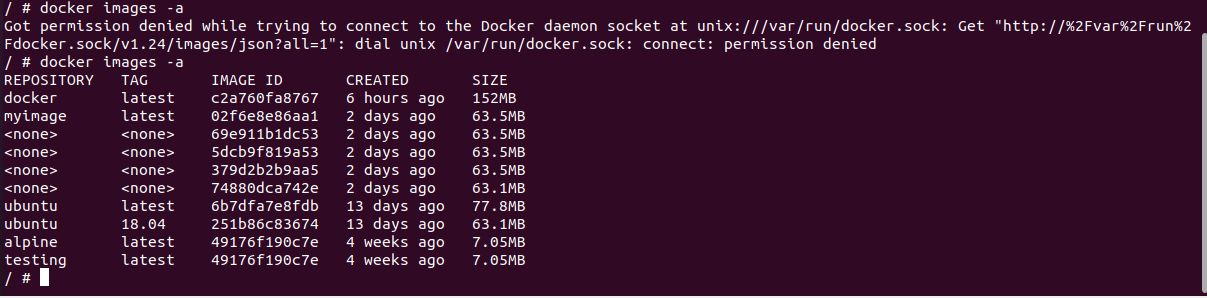 / # docker images -a
Got permission denied while trying to connect to the Docker daemon socket at unix:///var/run/docker.sock: Get "http://%2Fvar%2Frun%2
Fdocker.sock/v1.24/images/json?all=1": dial unix /var/run/docker.sock: connect: permission denied
/ # docker images -a
REPOSITORY   TAG       IMAGE ID       CREATED       SIZE
docker       latest    c2a760fa8767   6 hours ago   152MB
myimage      latest    02f6e8e86aa1   2 days ago    63.5MB
<none>       <none>    69e911b1dc53   2 days ago    63.5MB
<none>       <none>    5dcb9f819a53   2 days ago    63.5MB
<none>       <none>    379d2b2b9aa5   2 days ago    63.5MB
<none>       <none>    74880dca742e   2 days ago    63.1MB
ubuntu       latest    6b7dfa7e8fdb   13 days ago   77.8MB
ubuntu       18.04     251b86c83674   13 days ago   63.1MB
alpine       latest    49176f190c7e   4 weeks ago   7.05MB
testing      latest    49176f190c7e   4 weeks ago   7.05MB
/ #